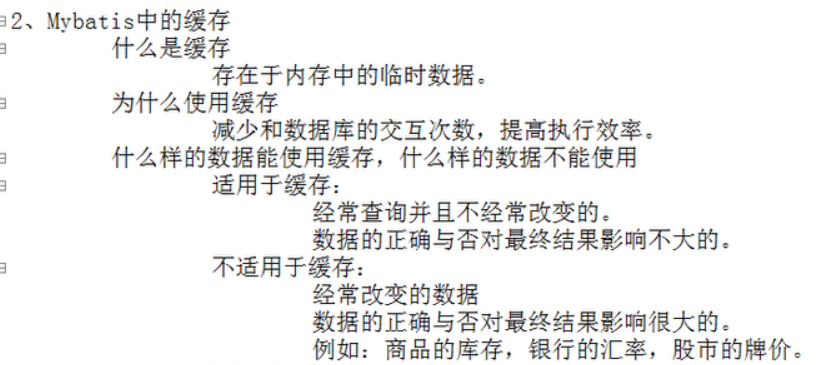 2、Mybatis中的缓存
什么是缓存
存在于内存中的临时数据。
为什么使用缓存
减少和数据库的交互次数，提高执行效率。
什么样的数据能使用缓存，什么样的数据不能使用
适用于缓存：
经常查询并且不经常改变的。
数据的正确与否对最终结果影响不大的。
不适用于缓存：
经常改变的数据
数据的正确与否对最终结果影响很大的。
例如：商品的库存，银行的汇率，股市的牌价。